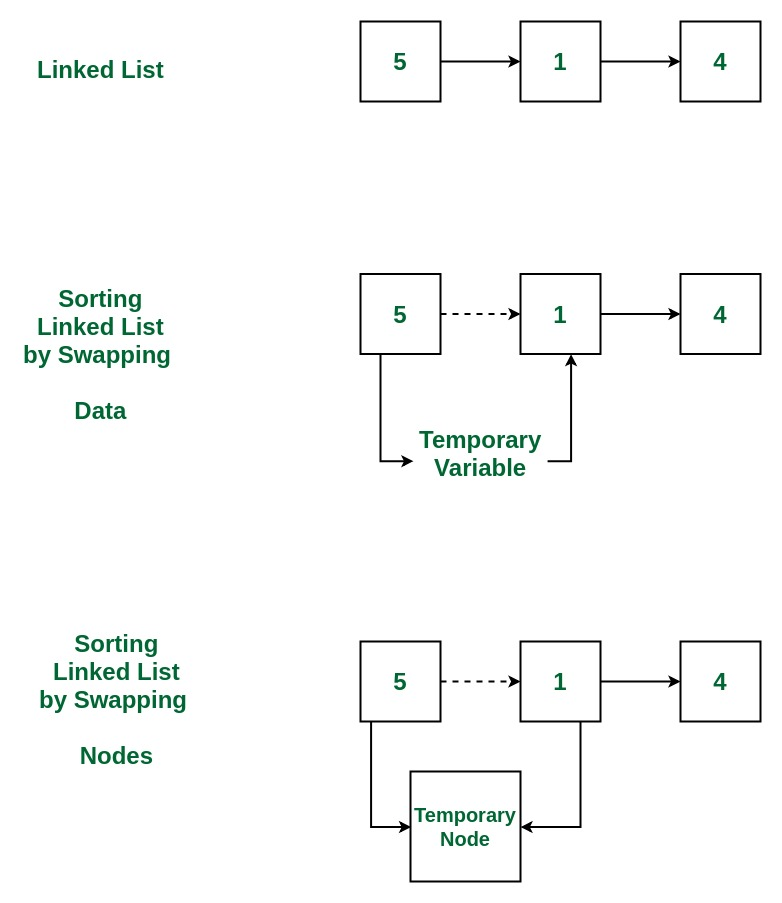 Linked List
5
1
4
Sorting
Linked List
by Swapping
Data
5
1
4
Temporary
Variable
Sorting
Linked List
by Swapping
Nodes
5
1
4
Temporary
Node